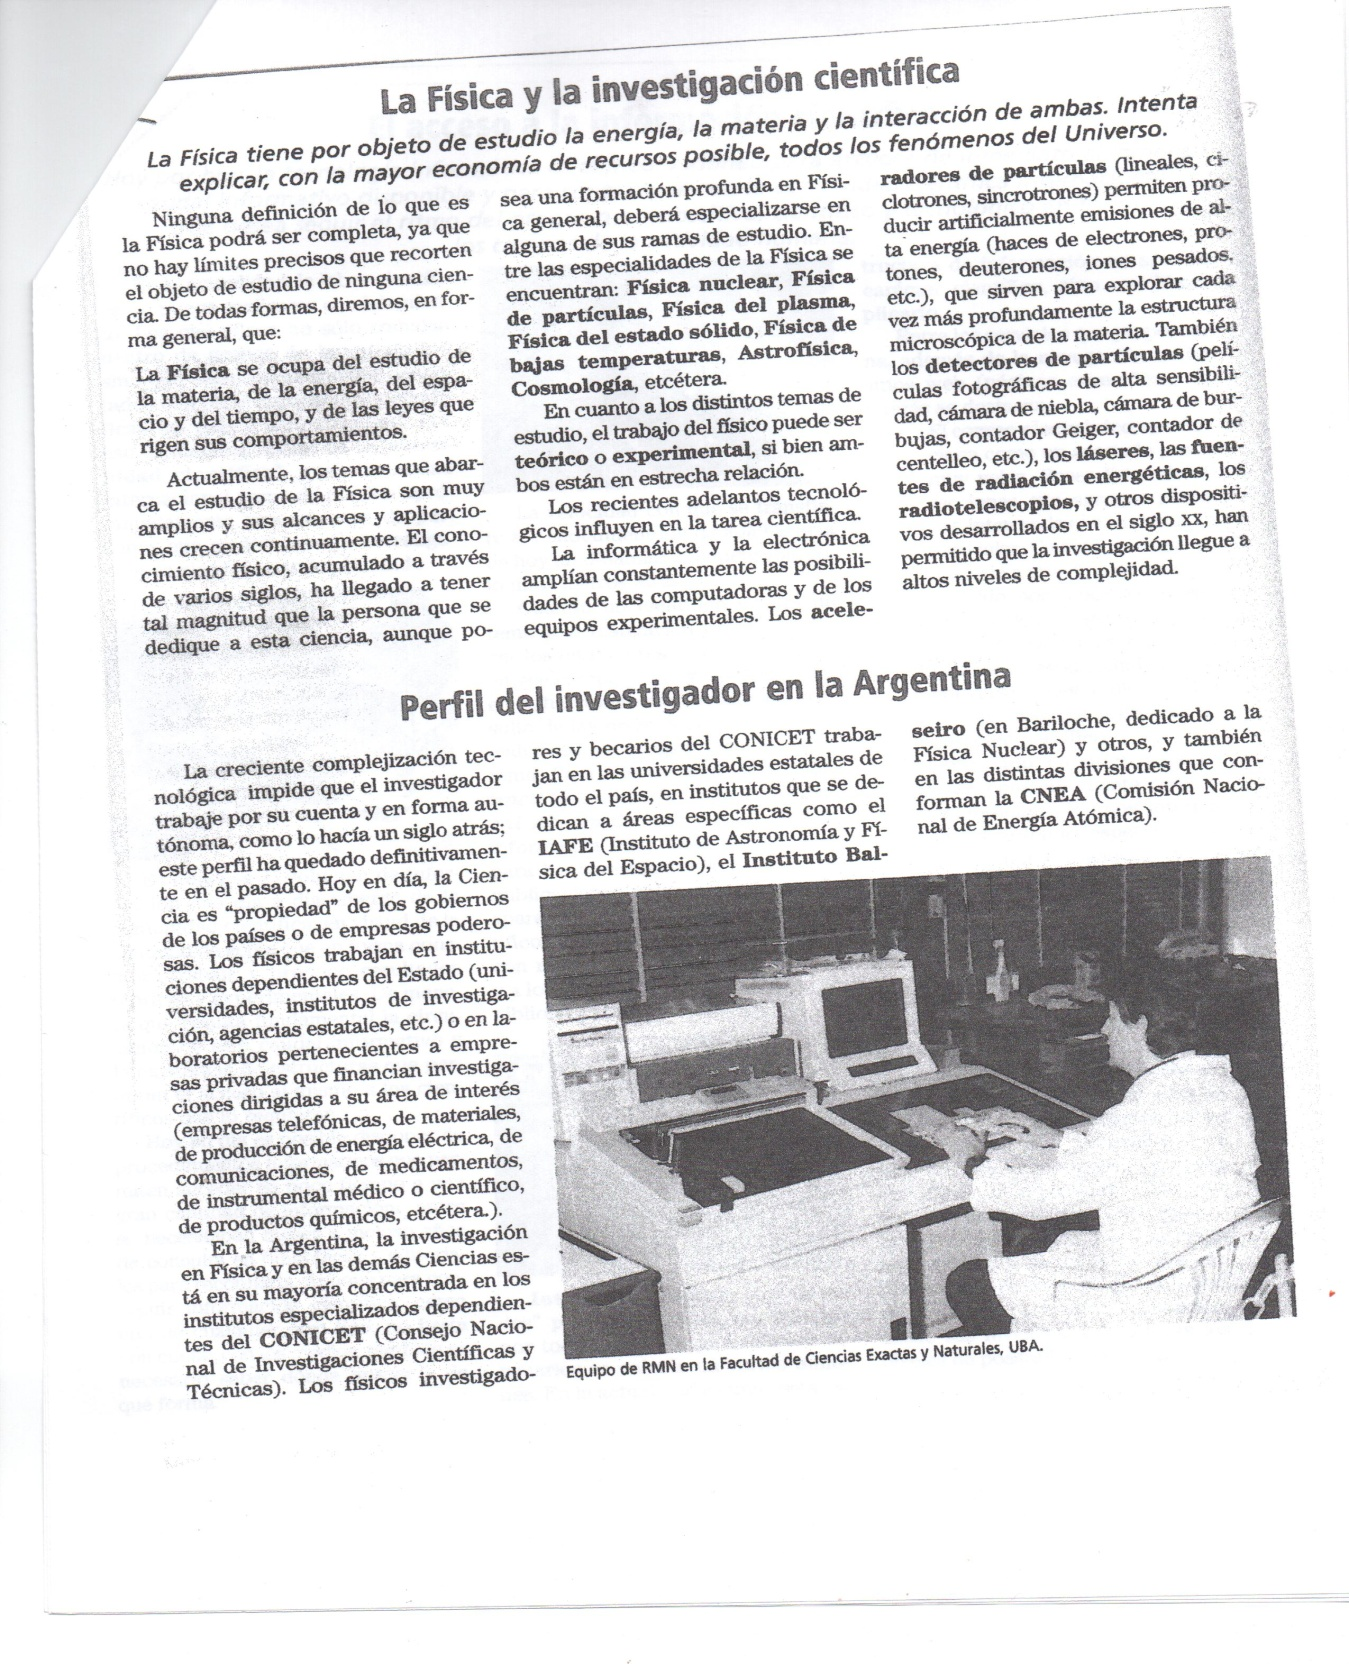 La Física y la investigación científica
La Física tiene por objeto de estudio la energía, la materia y la interacción de ambas. Intenta
explicar, con la mayor economía de recursos posible, todos los fenómenos del Universo.
Ninguna definición de lo que es
la Física podrá ser completa, ya que
no hay límites precisos que recorten
el objeto de estudio de ninguna cien-
cia. De todas formas, diremos, en for-
ma general, que:
La Física se ocupa del estudio de
la materia, de la energía, del espa-
cio y del tiempo, y de las leyes que
rigen sus comportamientos.
Actualmente, los temas que abar-
ca el estudio de la Física son muy
amplios y sus alcances y aplicacio-
nes crecen continuamente. El cono-
cimiento físico, acumulado a través
de varios siglos, ha llegado a tener
tal magnitud que la persona que se
dedique a esta ciencia, aunque po-
sea una formación profunda en Físi-
ca general, deberá especializarse en
alguna de sus ramas de estudio. En-
tre las especialidades de la Física se
encuentran: Física nuclear, Física
de partículas, Física del plasma,
Física del estado sólido, Física de
bajas temperaturas, Astrofísica,
Cosmología, etcétera.
En cuanto a los distintos temas de
estudio, el trabajo del físico puede ser
teórico o experimental, si bien am-
bos están en estrecha relación.
Los recientes adelantos tecnoló-
gicos influyen en la tarea científica.
La informática y la electrónica
amplían constantemente las posibili-
dades de las computadoras y de los
equipos experimentales. Los acele-
radores de partículas (lineales, ci-
clotrones, sincrotrones) permiten pro-
ducir artificialmente emisiones de al-
ta energía (haces de electrones, pro-
tones, deuterones, iones pesados,
etc.), que sirven para explorar cada
vez más profundamente la estructura
microscópica de la materia. También
los detectores de partículas (pelí-
culas fotográficas de alta sensibili-
dad, cámara de niebla, cámara de bur-
bujas, contador Geiger, contador de
centelleo, etc.), los láseres, las fuen-
tes de radiación energéticas, los
radiotelescopios, y otros dispositi-
vos desarrollados en el siglo XX, han
permitido que la investigación llegue a
altos niveles de complejidad.
Perfil del investigador en la Argentina
La creciente complejización tec-
nológica impide que el investigador
trabaje por su cuenta y en forma au-
tónoma, como lo hacía un siglo atrás;
este perfil ha quedado definitivamen-
te en el pasado. Hoy en día, la Cien-
cia es “propiedad” de los gobiernos
de los países o de empresas podero-
sas. Los físicos trabajan en institu-
ciones dependientes del Estado (uni-
versidades, institutos de investiga-
ción, agencias estatales, etc.) o en la-
boratorios pertenecientes a empre-
sas privadas que financian investiga-
ciones dirigidas a su área de interés
(empresas telefónicas, de materiales,
de producción de energía eléctrica, de
comunicaciones, de medicamentos,
de instrumental médico o científico,
de productos químicos, etcétera.).
En la Argentina, la investigación
en Física y en las demás Ciencias es-
tá en su mayoría concentrada en los
institutos especializados dependien-
tes del CONICET (Consejo Nacio-
nal de Investigaciones Científicas y
Técnicas). Los físicos investigado-
res y becarios del CONICET traba-
jan en las universidades estatales de
todo el país, en institutos que se de-
dican a áreas específicas como el
IAFE (Instituto de Astronomía y Fí-
sica del Espacio), el Instituto Bal-
seiro (en Bariloche, dedicado a la
Física Nuclear) y otros, y también
en las distintas divisiones que con-
forman la CNEA (Comisión Nacio-
nal de Energía Atómica).
Equipo de RMN en la Facultad de Ciencias Exactas y Naturales, UBA.